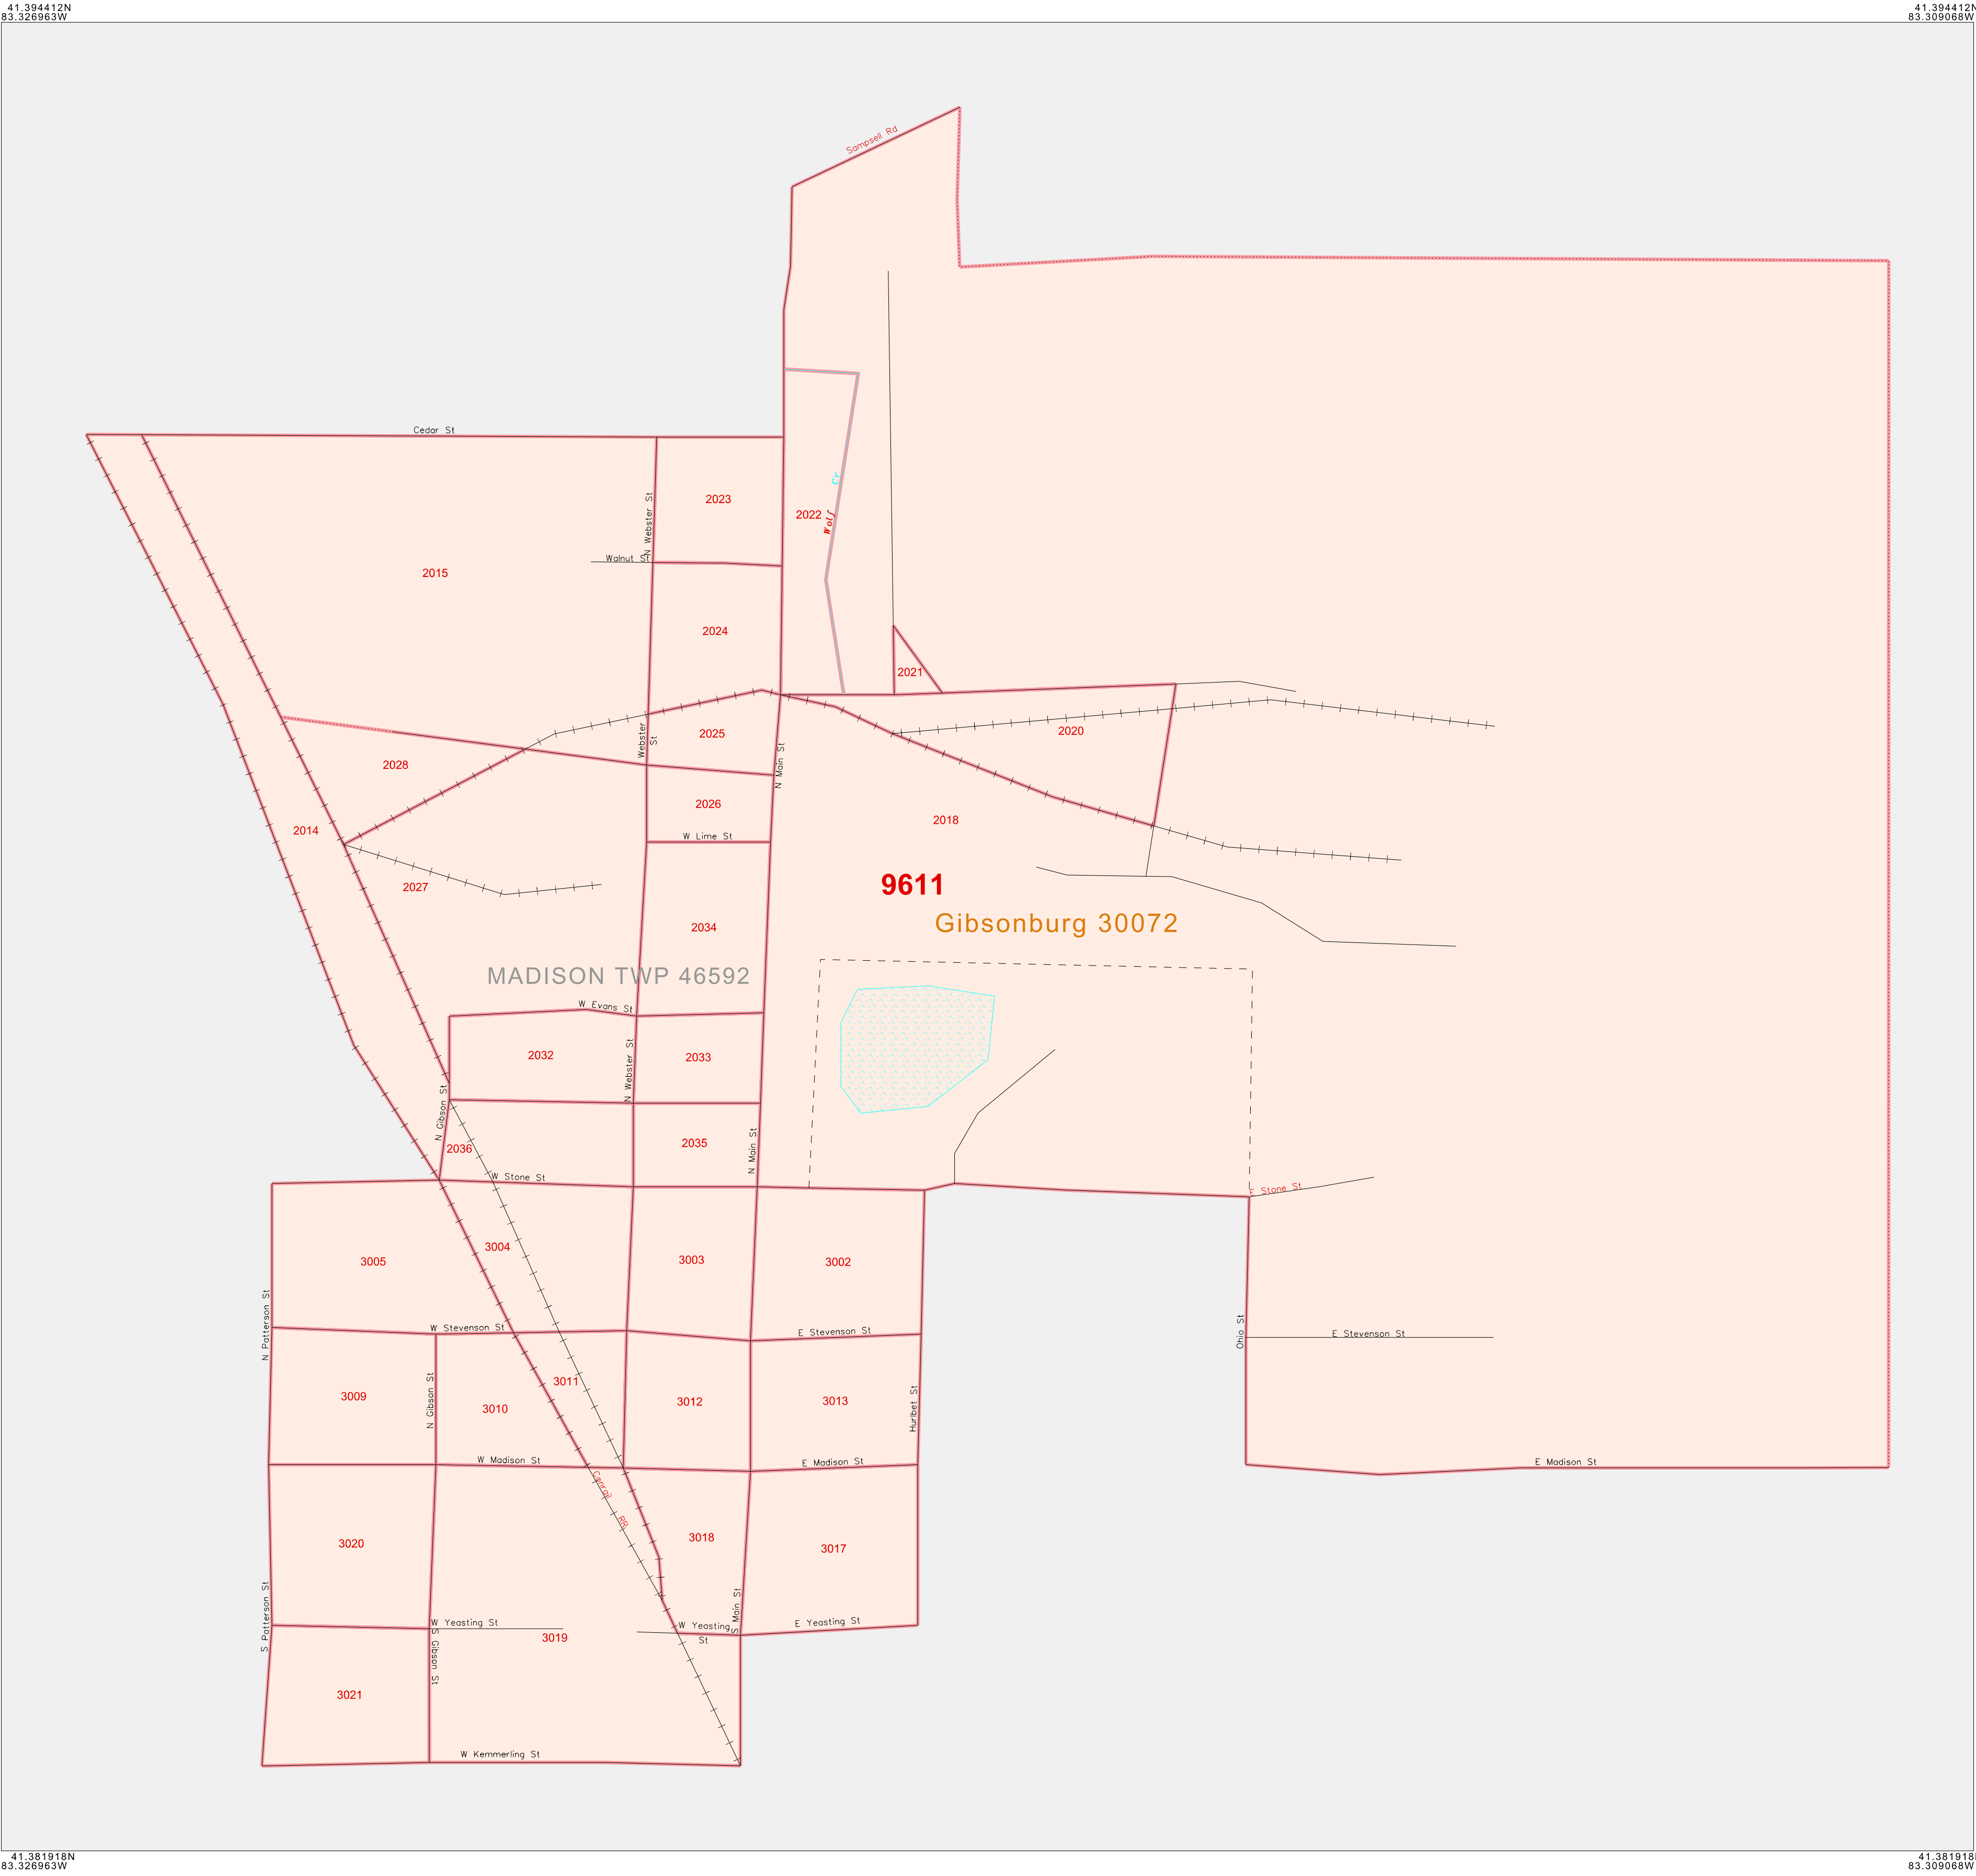 41.394412N
83.326963W
41.394412N
83.309068W
Sampsell Rd
Cedar St
N Webster St
2023
Cr
2022
Wolf
Walnut St
2015
2024
2021
Webster
St
2025
2020
N Main St
2028
2026
2018
2014
W Lime St
2027
9611
Gibsonburg 30072
2034
MADISON TWP 46592
W Evans St
2032
N Webster St
2033
N Gibson St
2036
2035
N Main St
W Stone St
E Stone St
3004
3005
3003
3002
N Patterson St
W Stevenson St
E Stevenson St
Ohio St
E Stevenson St
3009
N Gibson St
3010
3011
3012
3013
Hurlbet St
W Madison St
E Madison St
E Madison St
Conrail RR
3020
3018
3017
S Patterson St
W Yeasting St
S Gibson St
3019
W Yeasting
St
S Main St
E Yeasting St
3021
W Kemmerling St
41.381918N
83.326963W
41.381918N
83.309068W